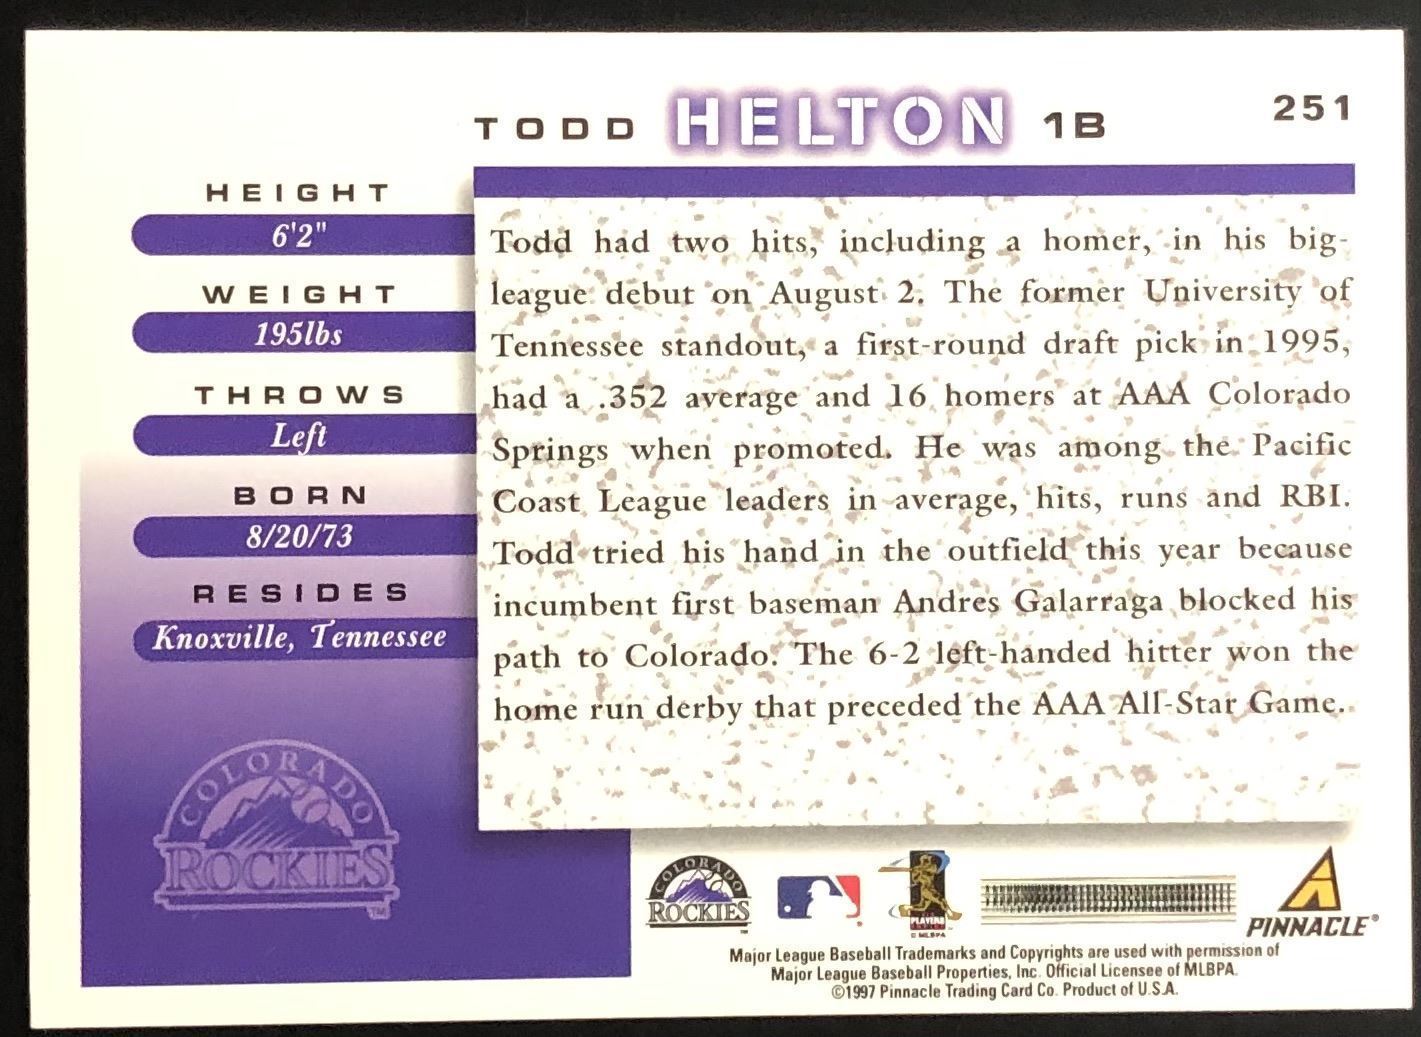 TODD HELTON 1B
251
HEIGHT
6'2"
WEIGHT
195lbs
THROWS
Left
BORN
8/20/73
RESIDES
Knoxville, Tennessee
Todd had two hits, including a homer, in his big-
league debut on August 2. The former University of
Tennessee standout, a first-round draft pick in 1995,
had a .352 average and 16 homers at AAA Colorado
Springs when promoted. He was among the Pacific
Coast League leaders in average, hits, runs and RBI.
Todd tried his hand in the outfield this year because
incumbent first baseman Andres Galarraga blocked his
path to Colorado. The 6-2 left-handed hitter won the
home run derby that preceded the AAA All-Star Game.
COLORADO
ROCKIES
TM
COLORADO
ROCKIES
PLAYERS
© MLBPA
PINNACLE®
Major League Baseball Trademarks and Copyrights are used with permission of
Major League Baseball Properties, Inc. Official Licensee of MLBPA.
©1997 Pinnacle Trading Card Co. Product of U.S.A.